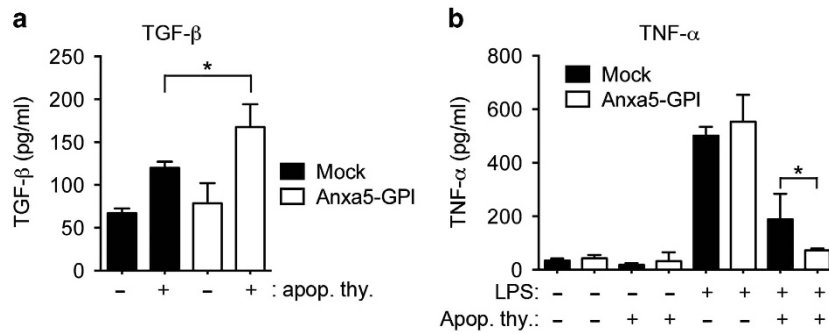 a
TGF-β
TGF-β (pg/ml)
250
200
150
100
50
0
*
Mock
Anxa5-GPI
– + – + : apop. thy.
b
TNF-α
TNF-α (pg/ml)
800
600
400
200
0
Mock
Anxa5-GPI
*
LPS: – – – – + + + +
Apop. thy.: – – + + – – + +